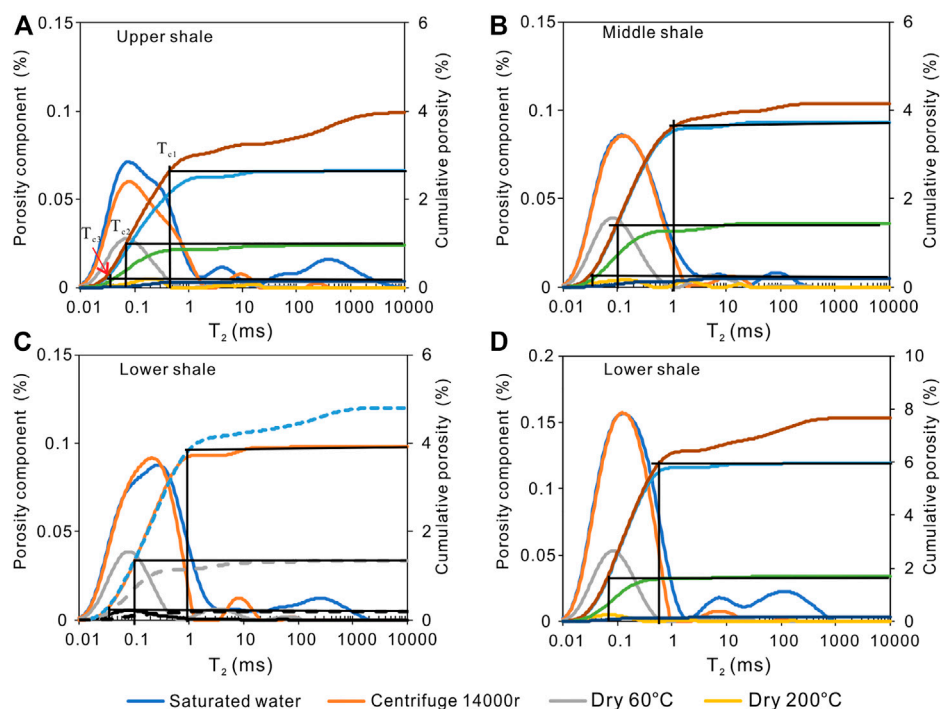 A
Upper shale
0.15
0.1
0.05
0
6
4
2
0
Porosity component (%)
Cumulative porosity (%)
Tc1
Tc2
Tc3
0.01 0.1 1 10 100 1000 10000
T2 (ms)
B
Middle shale
0.15
0.1
0.05
0
6
4
2
0
Porosity component (%)
Cumulative porosity (%)
0.01 0.1 1 10 100 1000 10000
T2 (ms)
C
Lower shale
0.15
0.1
0.05
0
6
4
2
0
Porosity component (%)
Cumulative porosity (%)
0.01 0.1 1 10 100 1000 10000
T2 (ms)
D
Lower shale
0.2
0.15
0.1
0.05
0
10
8
6
4
2
0
Porosity component (%)
Cumulative porosity (%)
0.01 0.1 1 10 100 1000 10000
T2 (ms)
Saturated water Centrifuge 14000r Dry 60°C Dry 200°C